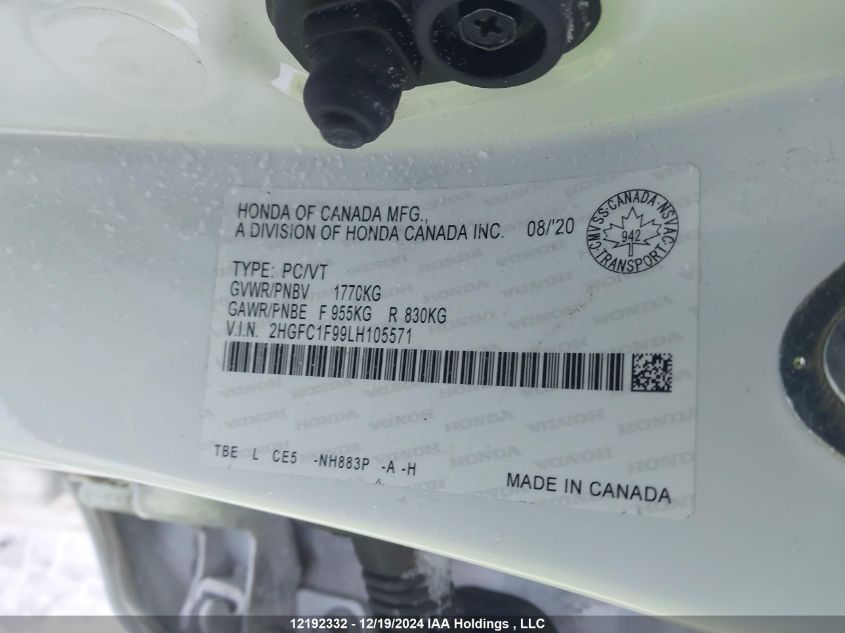 HONDA OF CANADA MFG.,
A DIVISION OF HONDA CANADA INC. 08/'20
CMVSS·CANADA·NSVAC
942
TRANSPORT
TYPE: PC/VT
GVWR/PNBV 1770KG
GAWR/PNBE F 955KG R 830KG
V.I.N. 2HGFC1F99LH105571
TBE L CE5 -NH883P -A -H
MADE IN CANADA
12192332 - 12/19/2024 IAA Holdings , LLC